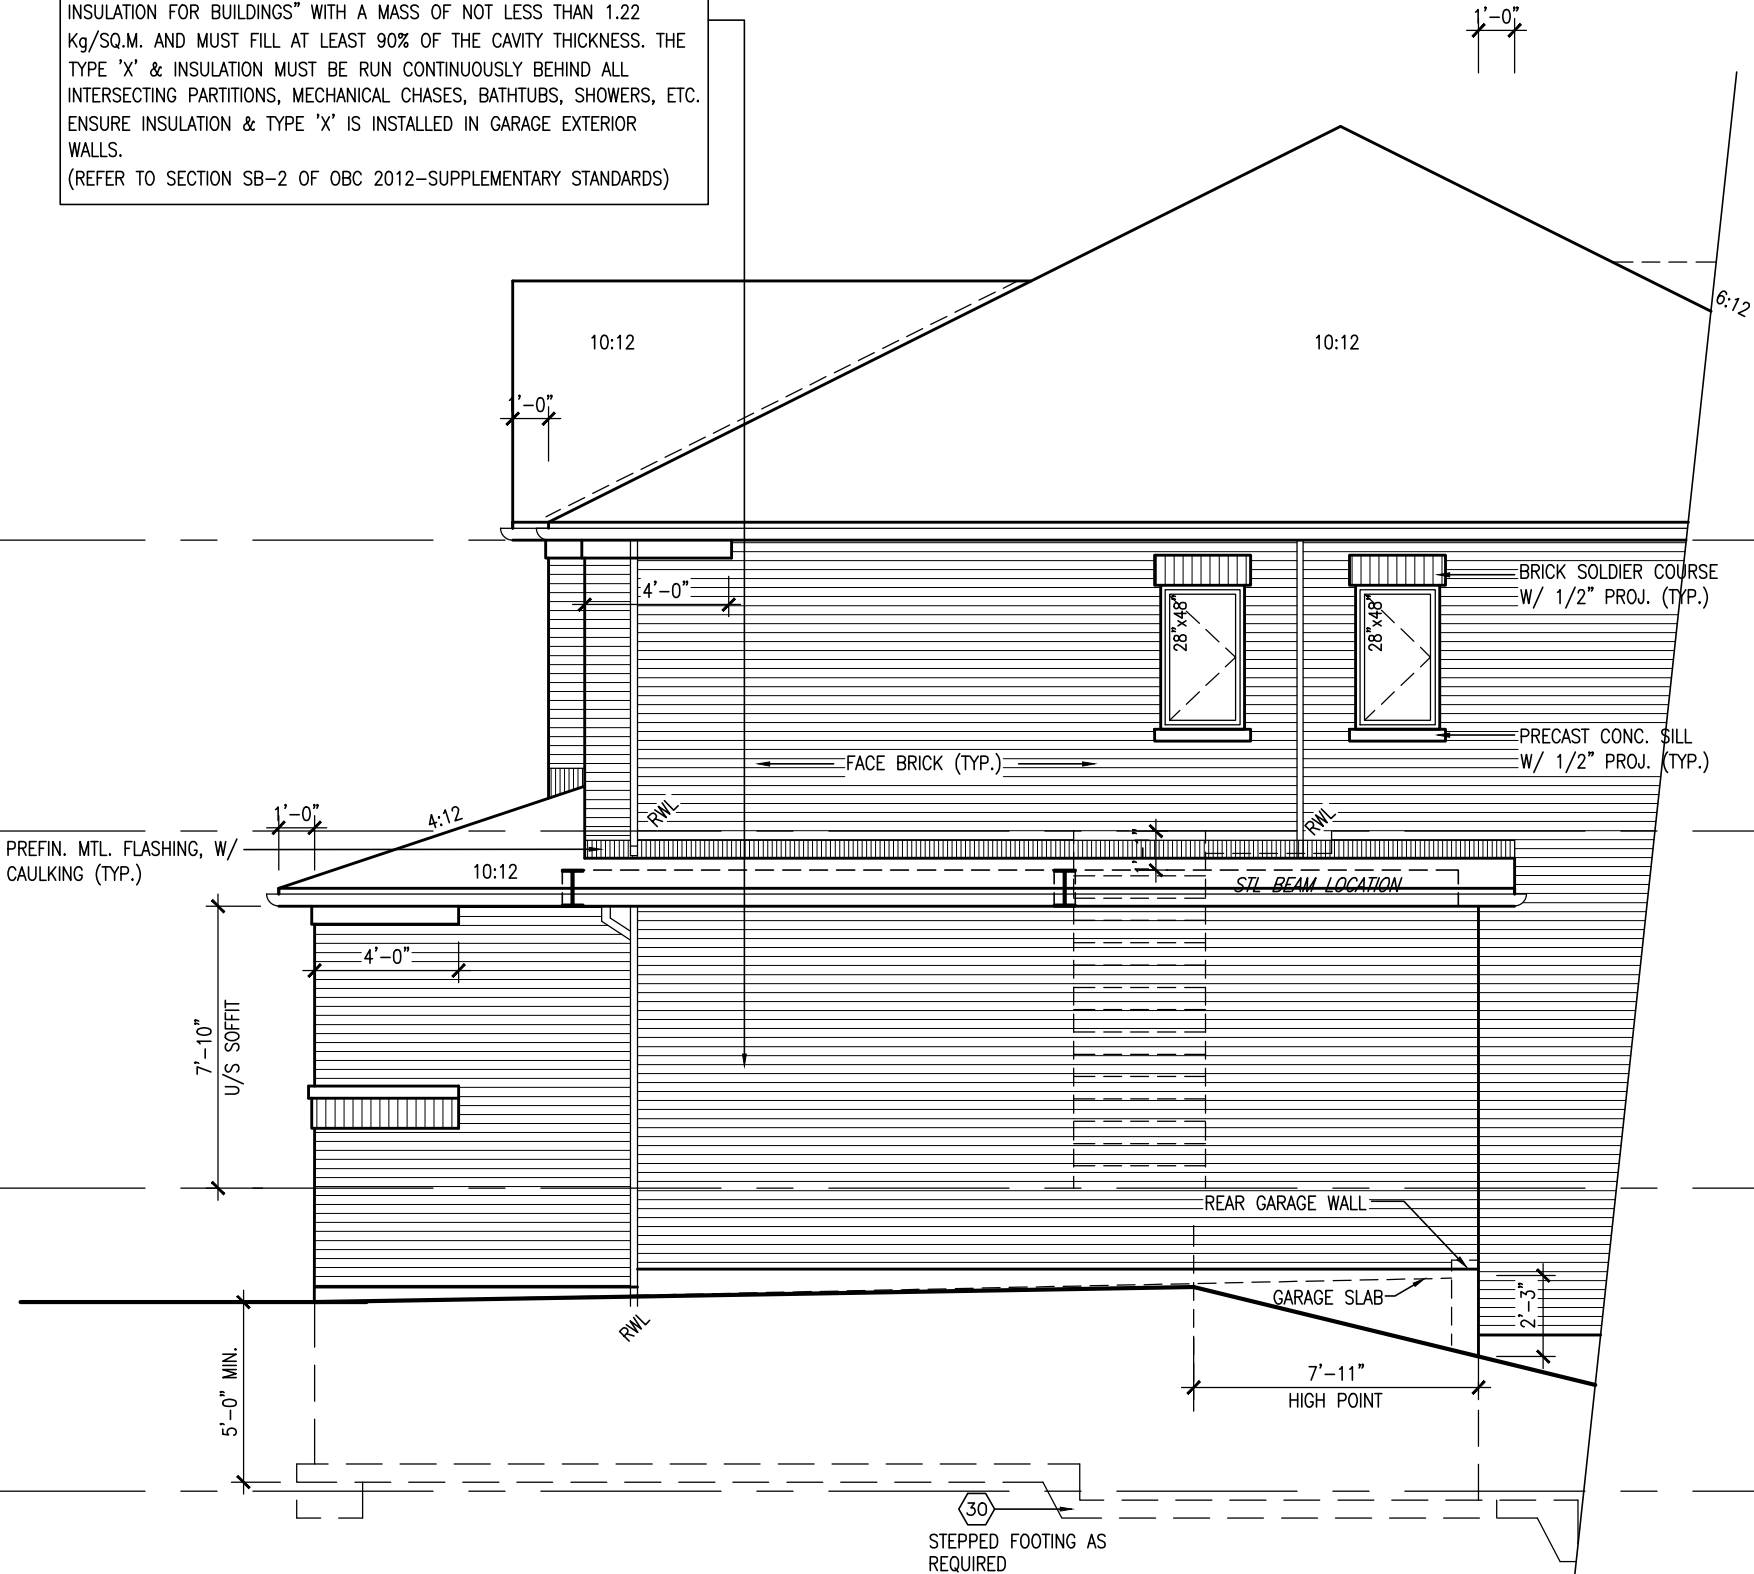 INSULATION FOR BUILDINGS" WITH A MASS OF NOT LESS THAN 1.22
Kg/SQ.M. AND MUST FILL AT LEAST 90% OF THE CAVITY THICKNESS. THE
TYPE 'X' & INSULATION MUST BE RUN CONTINUOUSLY BEHIND ALL
INTERSECTING PARTITIONS, MECHANICAL CHASES, BATHTUBS, SHOWERS, ETC.
ENSURE INSULATION & TYPE 'X' IS INSTALLED IN GARAGE EXTERIOR
WALLS.
(REFER TO SECTION SB-2 OF OBC 2012-SUPPLEMENTARY STANDARDS)
1'-0"
6:12
10:12
10:12
1'-0"
4'-0"
28"x48"
28"x48"
BRICK SOLDIER COURSE
W/ 1/2" PROJ. (TYP.)
PRECAST CONC. SILL
W/ 1/2" PROJ. (TYP.)
FACE BRICK (TYP.)
1'-0"
4:12
RWL
RWL
PREFIN. MTL. FLASHING, W/
CAULKING (TYP.)
10:12
STL BEAM LOCATION
4'-0"
7'-10"
U/S SOFFIT
REAR GARAGE WALL
GARAGE SLAB
2'-3"
RWL
5'-0" MIN.
7'-11"
HIGH POINT
30
STEPPED FOOTING AS
REQUIRED